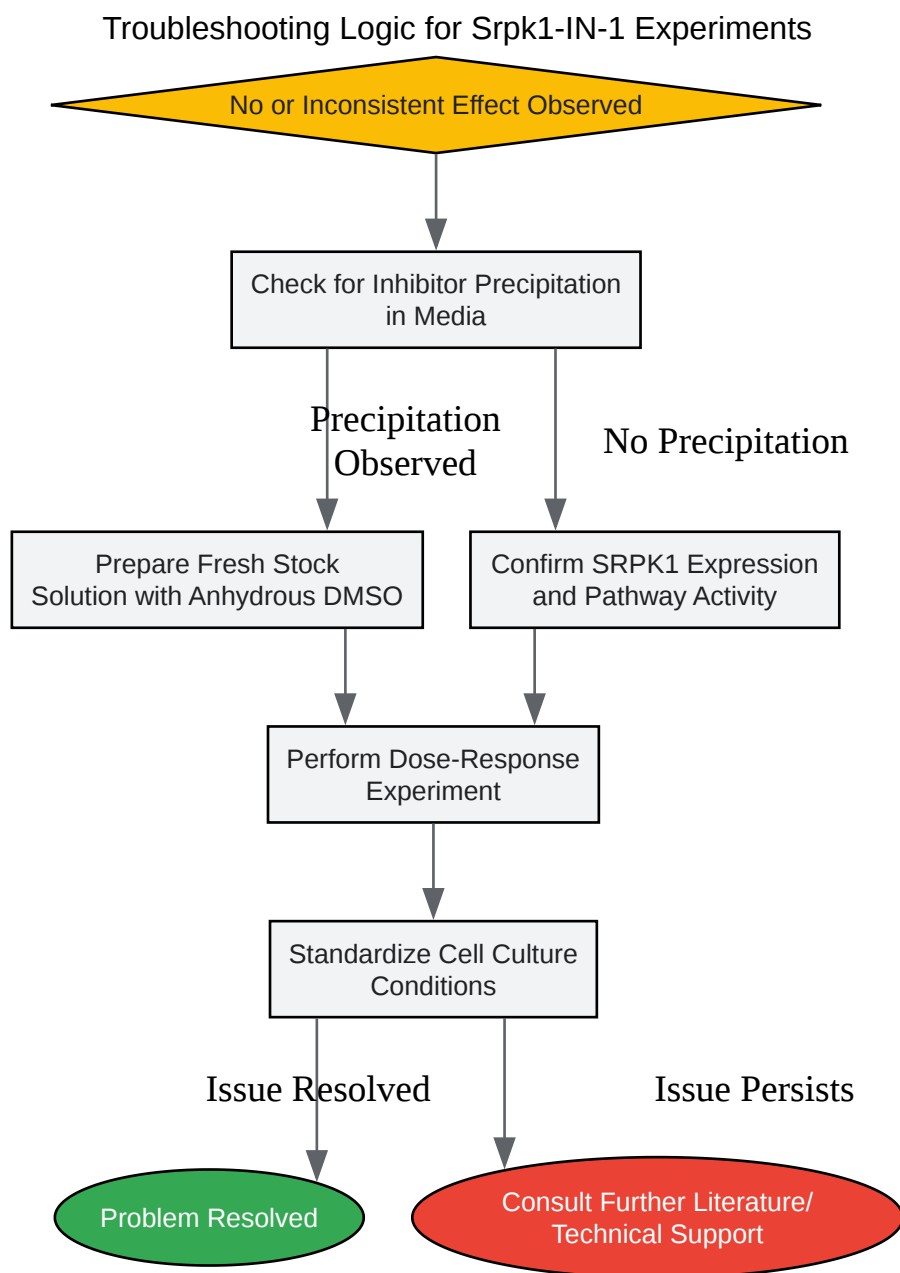 Troubleshooting Logic for Srpk1-IN-1 Experiments
No or Inconsistent Effect Observed
Check for Inhibitor Precipitation
in Media
Precipitation
Observed
No Precipitation
Prepare Fresh Stock
Solution with Anhydrous DMSO
Confirm SRPK1 Expression
and Pathway Activity
Perform Dose-Response
Experiment
Standardize Cell Culture
Conditions
Issue Resolved
Issue Persists
Problem Resolved
Consult Further Literature/
Technical Support